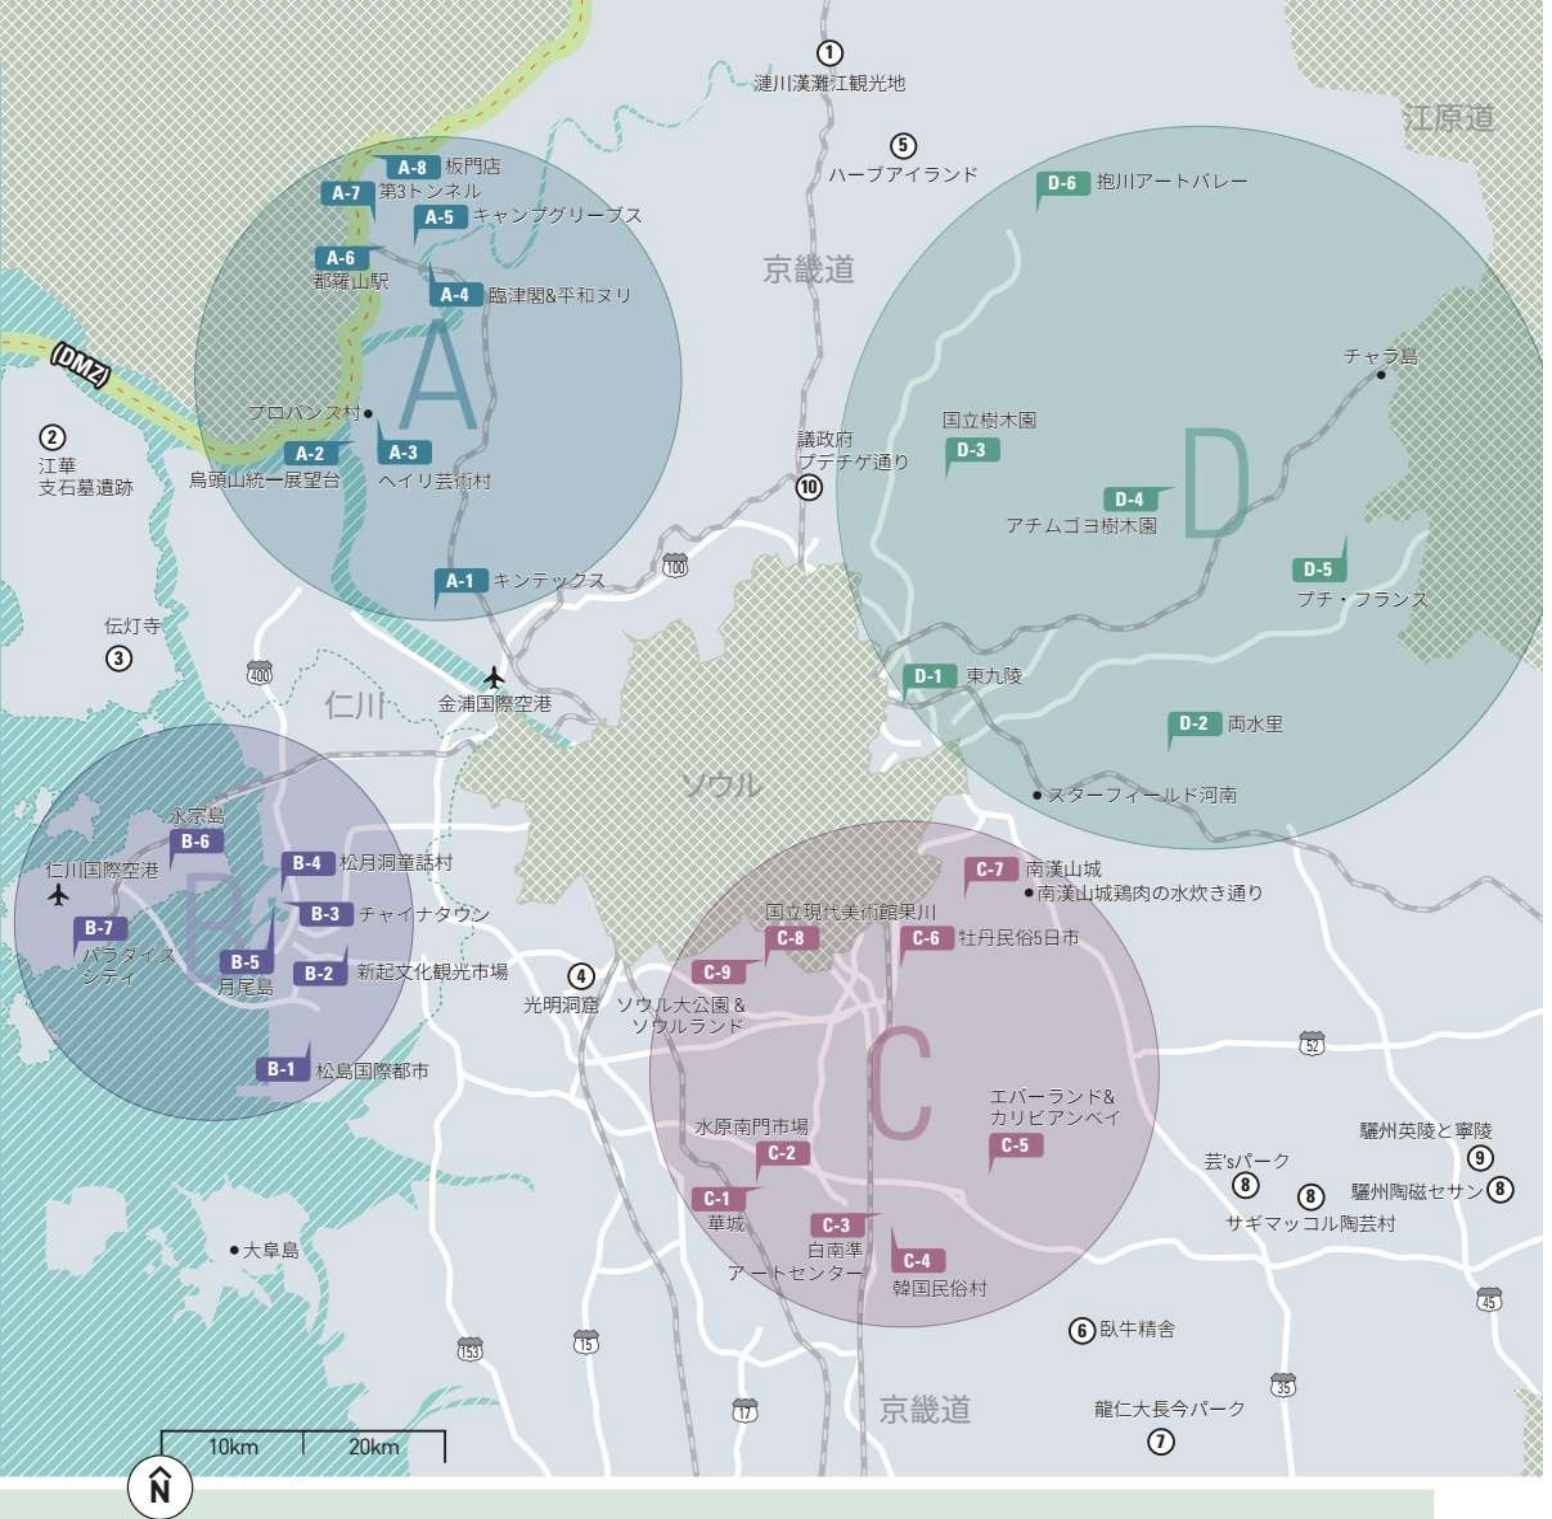 1
漣川漢灘江観光地
江原道
5
ハーブアイランド
A-8 板門店
A-7 第3トンネル
A-5 キャンプグリーブス
D-6 抱川アートバレー
A-6
都羅山駅
京畿道
A-4 臨津閣&平和ヌリ
A
(DMZ)
チャラ島
プロバンス村
2
江華
支石墓遺跡
A-2
烏頭山統一展望台
A-3
ヘイリ芸術村
議政府
プデチゲ通り
10
国立樹木園
D-3
D
D-4
アチムゴヨ樹木園
100
A-1 キンテックス
D-5
プチ・フランス
伝灯寺
3
400
仁川
金浦国際空港
D-1 東九陵
D-2 両水里
ソウル
スターフィールド河南
永宗島
B-6
仁川国際空港
B-4 松月洞童話村
B
B-3 チャイナタウン
B-7
パラダイス
シティ
B-5
月尾島
B-2 新起文化観光市場
B-1 松島国際都市
C-7 南漢山城
南漢山城鶏肉の水炊き通り
国立現代美術館果川
C-8
C-6 牡丹民俗5日市
4
光明洞窟
C-9
ソウル大公園&
ソウルランド
C
52
エバーランド&
カリビアンベイ
C-5
水原南門市場
C-2
C-1
華城
C-3
白南準
アートセンター
C-4
韓国民俗村
驪州英陵と寧陵
9
芸'sパーク
8
8
サギマッコル陶芸村
驪州陶磁セサン 8
大阜島
45
6 臥牛精舎
153
15
35
17
京畿道
龍仁大長今パーク
7
10km 20km
N